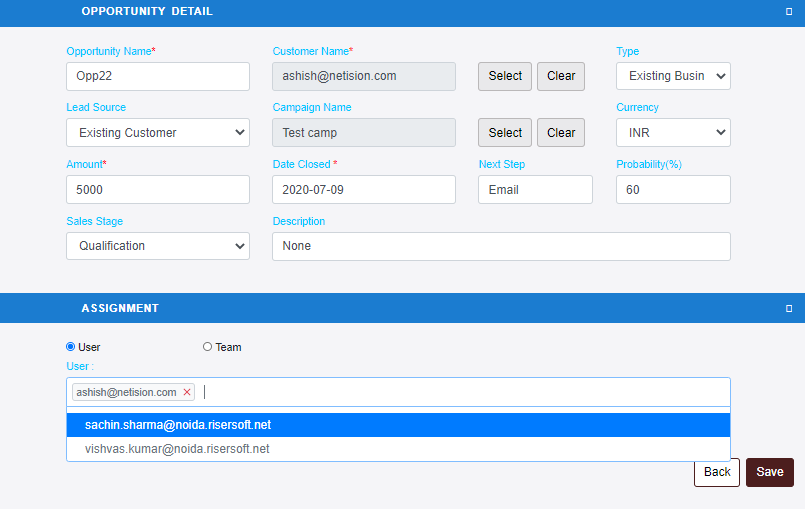 OPPORTUNITY DETAIL
Opportunity Name* Customer Name* Type
Opp22 ashish@netision.com Select Clear Existing Busin
Lead Source Campaign Name Currency
Existing Customer Test camp Select Clear INR
Amount* Date Closed * Next Step Probability(%)
5000 2020-07-09 Email 60
Sales Stage Description
Qualification None
ASSIGNMENT
User Team
User :
ashish@netision.com ×
sachin.sharma@noida.risersoft.net
vishvas.kumar@noida.risersoft.net
Back Save